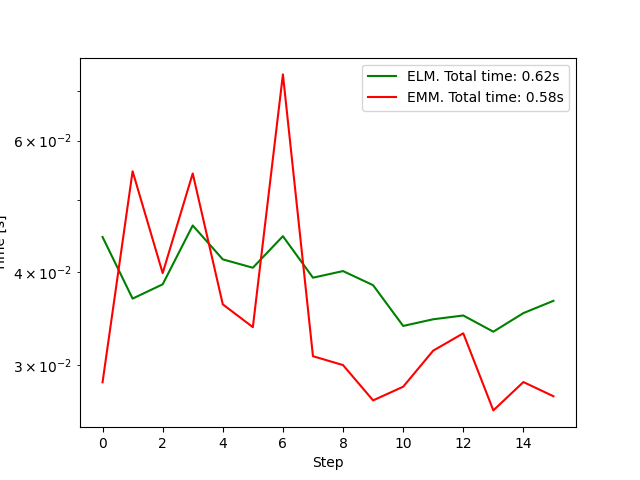 ELM. Total time: 0.62s
EMM. Total time: 0.58s
6 × 10⁻²
4 × 10⁻²
3 × 10⁻²
0 2 4 6 8 10 12 14
Step